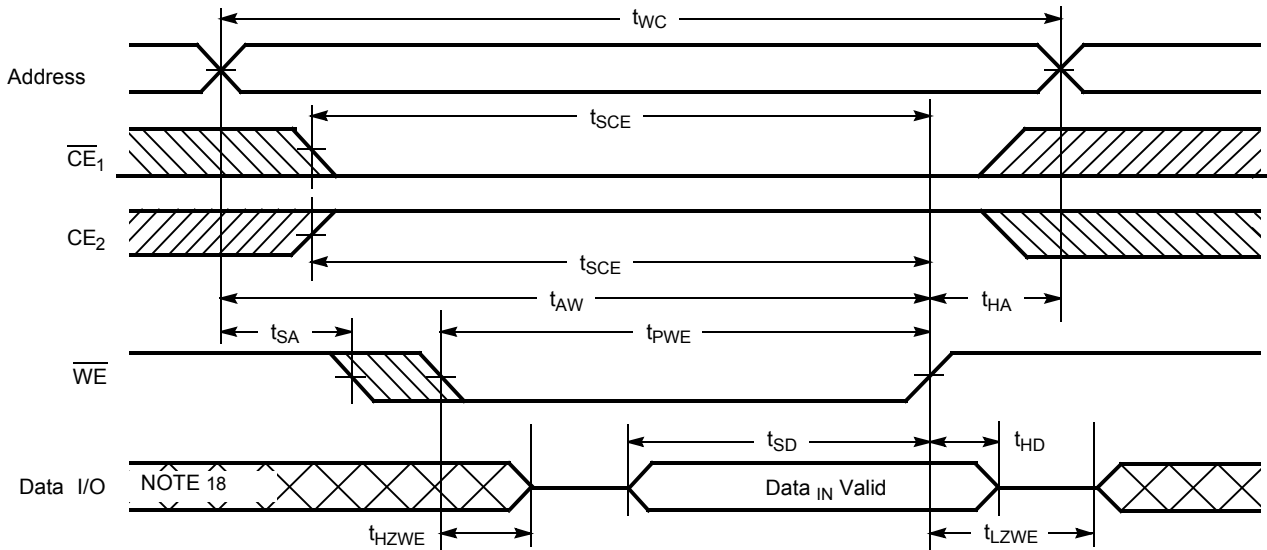 tWC
Address
tSCE
CE1
CE2
tSCE
tAW
tHA
tSA
tPWE
WE
tSD
tHD
Data I/O
NOTE 18
Data IN Valid
tHZWE
tLZWE